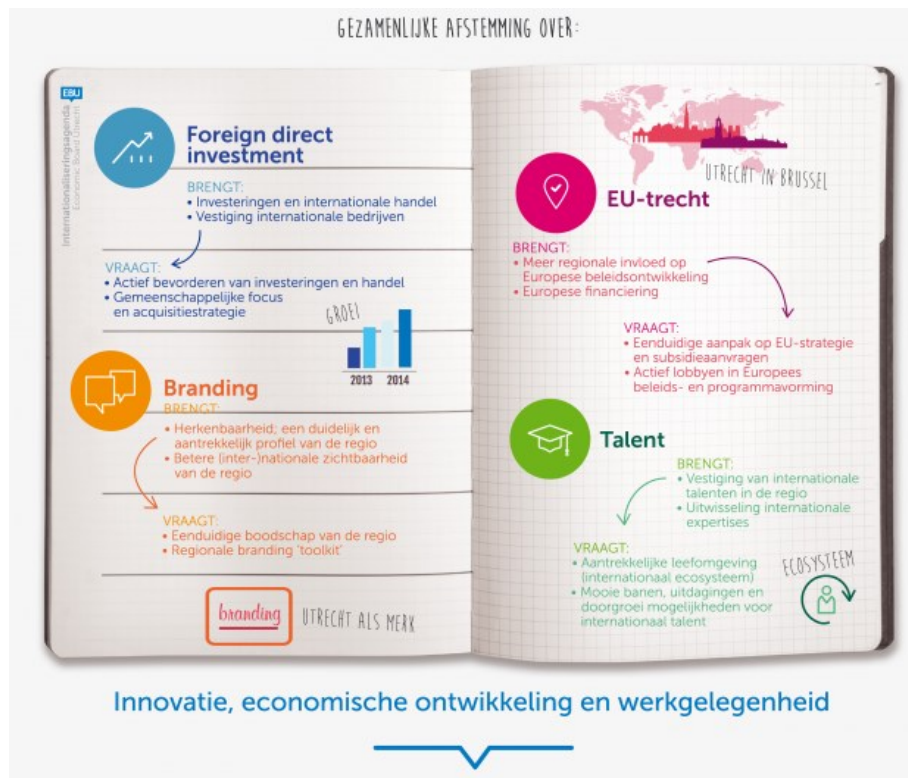 GEZAMENLIJKE AFSTEMMING OVER:
EBU
Internationaliseringsagenda
Economic Board Utrecht
Foreign direct
investment
BRENGT:
• Investeringen en internationale handel
• Vestiging internationale bedrijven
VRAAGT:
• Actief bevorderen van investeringen en handel
• Gemeenschappelijke focus
en acquisitiestrategie
GROEI
2013 2014
Branding
BRENGT:
• Herkenbaarheid; een duidelijk en
aantrekkelijk profiel van de regio
• Betere (inter-)nationale zichtbaarheid
van de regio
VRAAGT:
• Eenduidige boodschap van de regio
• Regionale branding 'toolkit'
branding
UTRECHT ALS MERK
UTRECHT IN BRUSSEL
EU-trecht
BRENGT:
• Meer regionale invloed op
Europese beleidsontwikkeling
• Europese financiering
VRAAGT:
• Eenduidige aanpak op EU-strategie
en subsidieaanvragen
• Actief lobbyen in Europees
beleids- en programmavorming
Talent
BRENGT:
• Vestiging van internationale
talenten in de regio
• Uitwisseling internationale
expertises
VRAAGT:
• Aantrekkelijke leefomgeving
(internationaal ecosysteem)
• Mooie banen, uitdagingen en
doorgroei mogelijkheden voor
internationaal talent
ECOSYSTEEM
Innovatie, economische ontwikkeling en werkgelegenheid